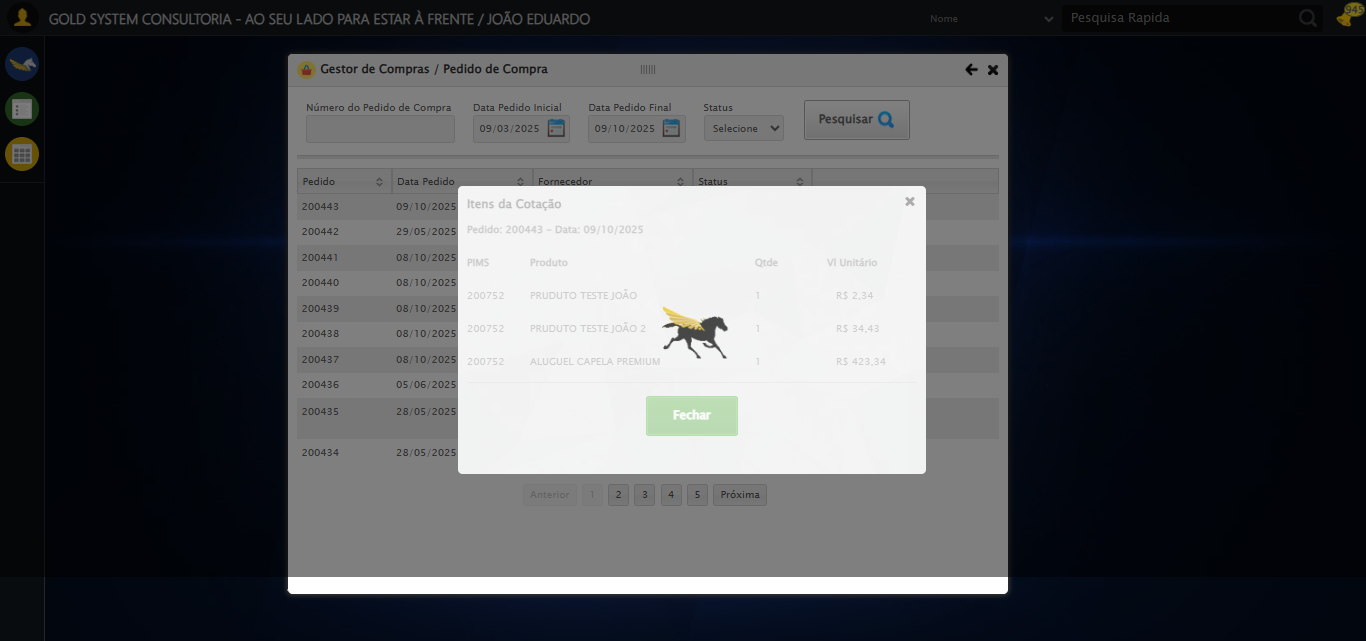 GOLD SYSTEM CONSULTORIA - AO SEU LADO PARA ESTAR À FRENTE / JOÃO EDUARDO
Nome
Pesquisa Rapida
945
Gestor de Compras / Pedido de Compra
Número do Pedido de Compra Data Pedido Inicial Data Pedido Final Status
09/03/2025 09/10/2025 Selecione Pesquisar
Pedido Data Pedido Fornecedor Status
200443 09/10/2025
200442 29/05/2025
200441 08/10/2025
200440 08/10/2025
200439 08/10/2025
200438 08/10/2025
200437 08/10/2025
200436 05/06/2025
200435 28/05/2025
200434 28/05/2025
Itens da Cotação
Pedido: 200443 - Data: 09/10/2025
PIMS Produto Qtde Vl Unitário
200752 PRUDUTO TESTE JOÃO 1 R$ 2,34
200752 PRUDUTO TESTE JOÃO 2 1 R$ 34,43
200752 ALUGUEL CAPELA PREMIUM 1 R$ 423,34
Fechar
Anterior 1 2 3 4 5 Próxima